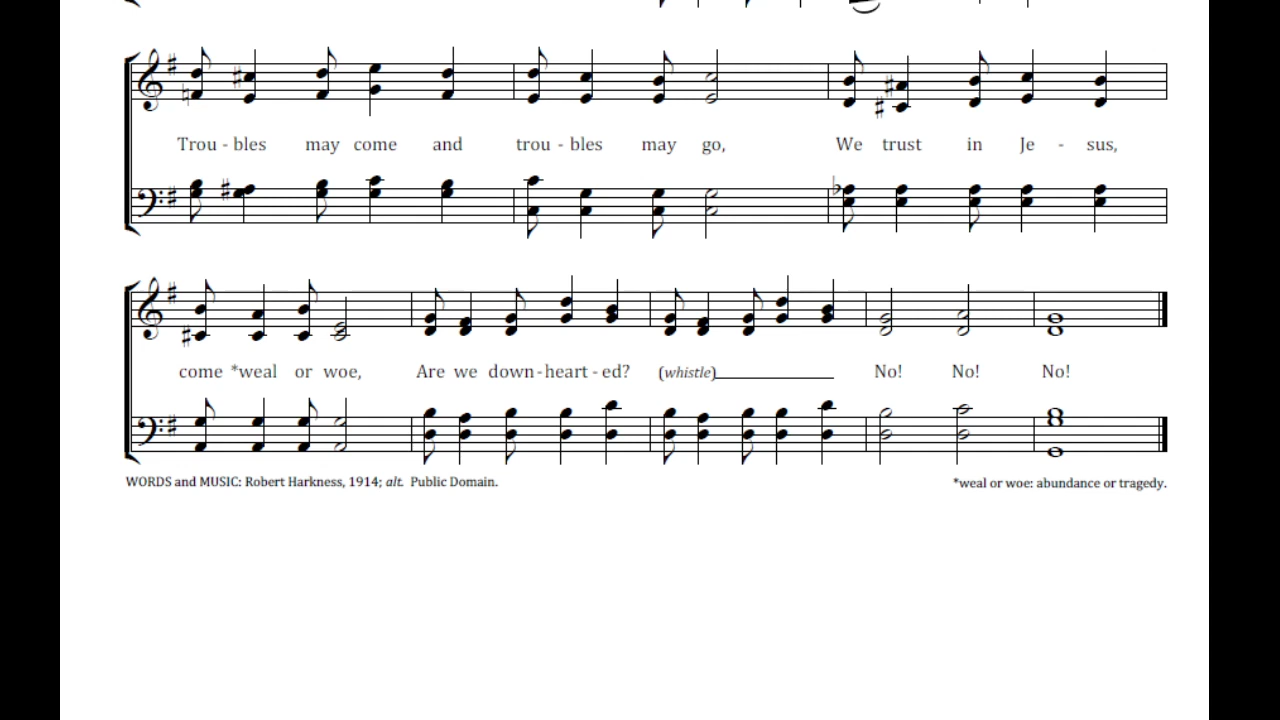 Trou - bles may come and trou - bles may go, We trust in Je - sus,
come *weal or woe, Are we down - heart - ed? (whistle)__________ No! No! No!
WORDS and MUSIC: Robert Harkness, 1914; alt. Public Domain.
*weal or woe: abundance or tragedy.